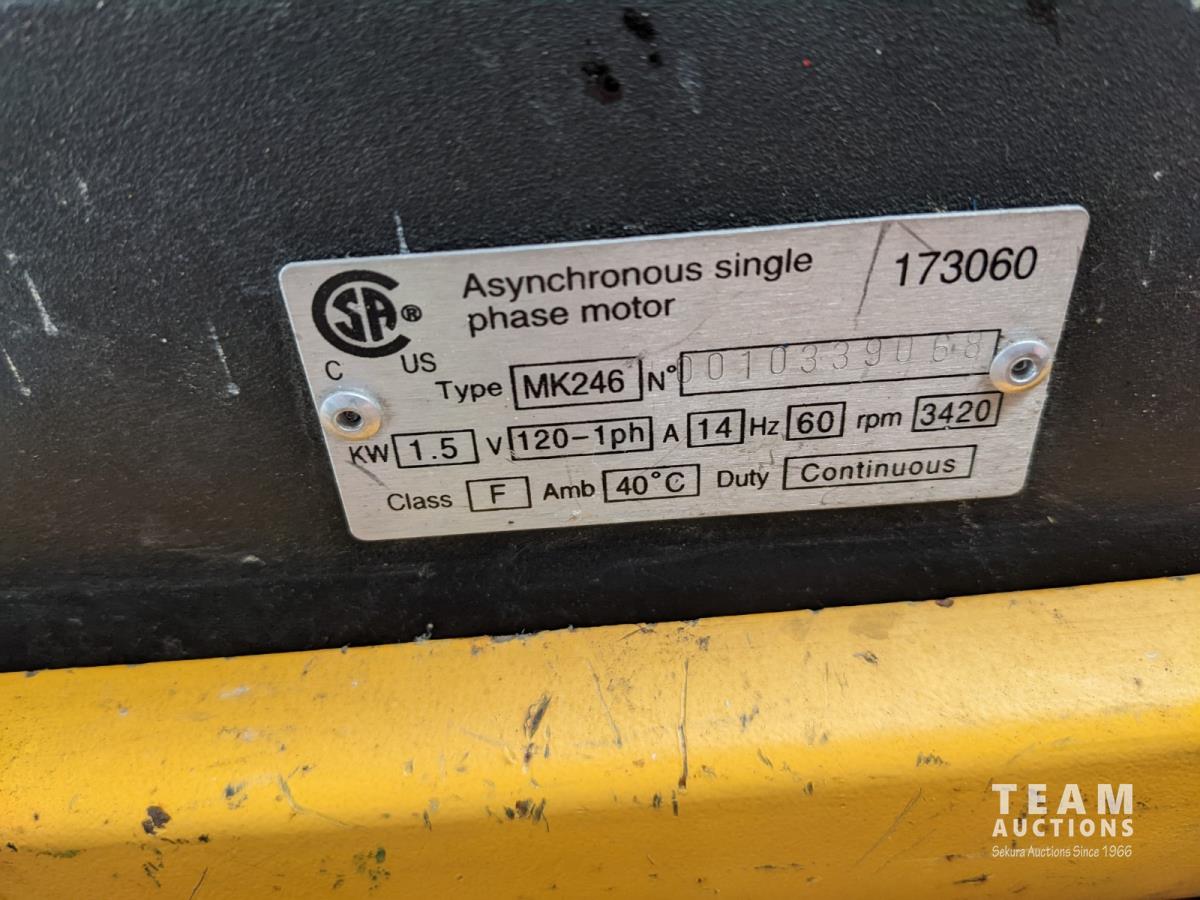 CSA®
C US
Asynchronous single
phase motor
173060
Type MK246 N° 0010339068
KW 1.5 V 120-1ph A 14 Hz 60 rpm 3420
Class F Amb 40°C Duty Continuous
TEAM
AUCTIONS
Sekura Auctions Since 1966